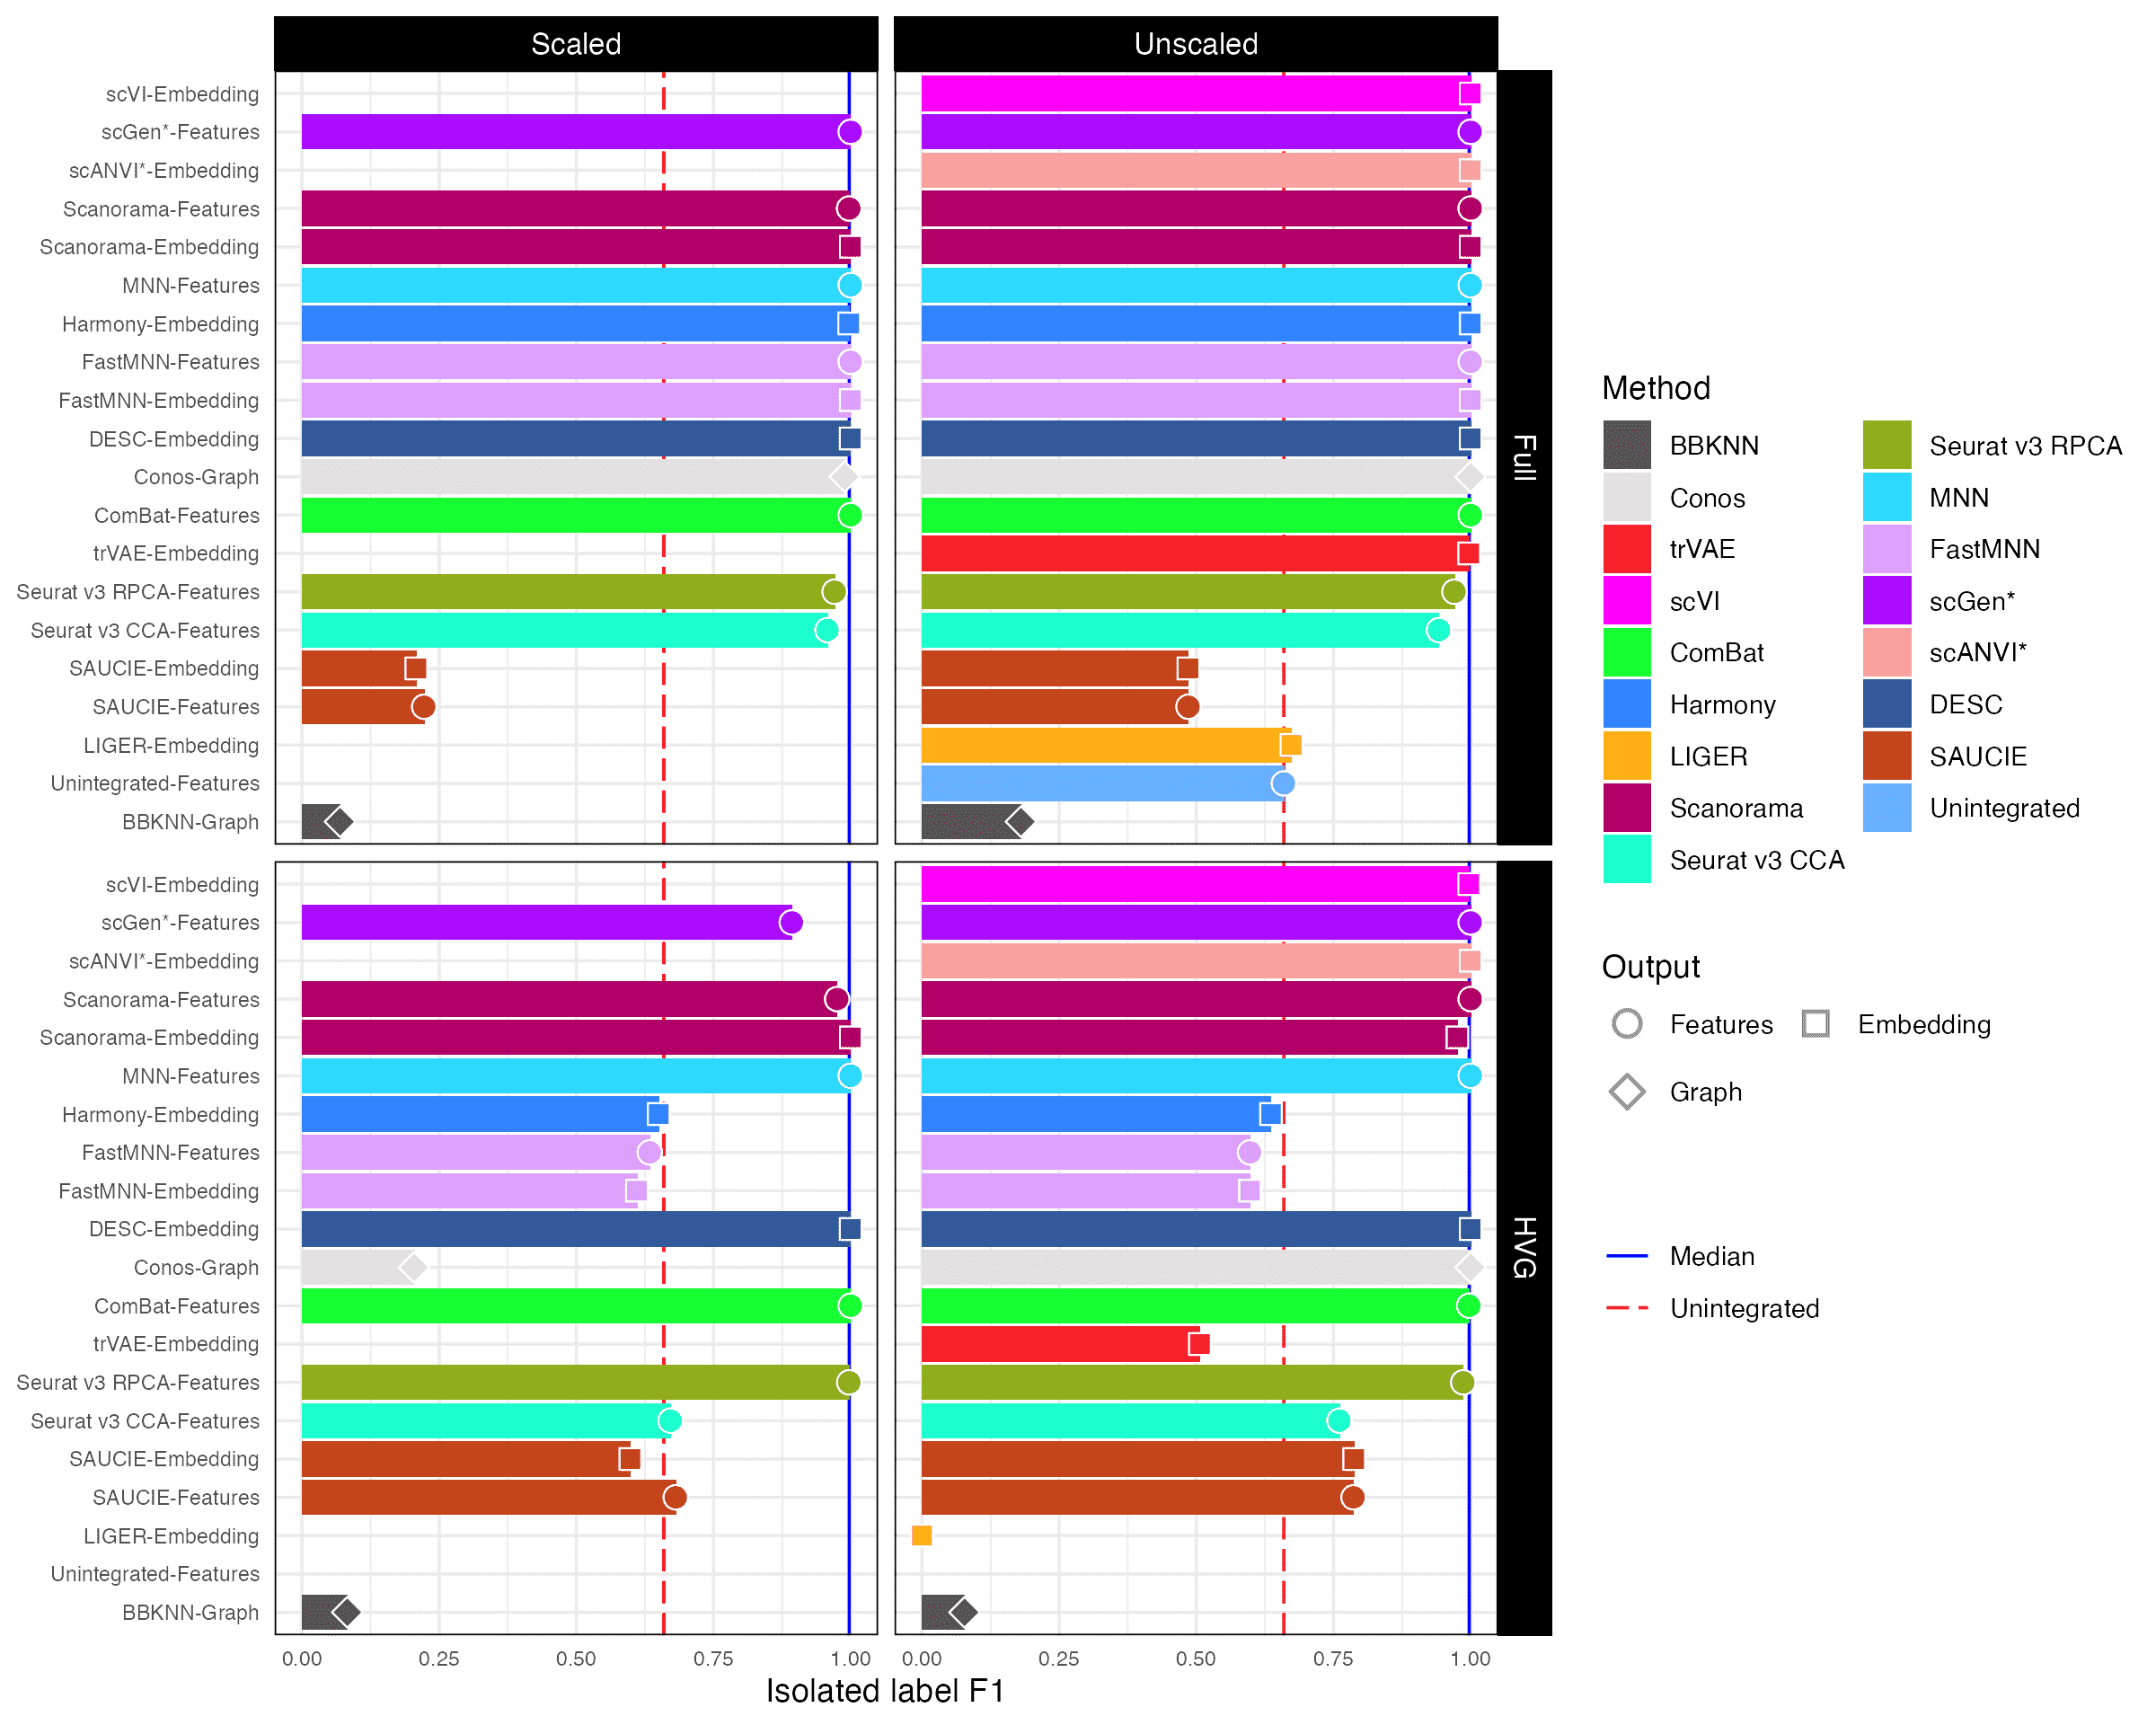 Scaled
Unscaled
scVI-Embedding
scGen*-Features
scANVI*-Embedding
Scanorama-Features
Scanorama-Embedding
MNN-Features
Harmony-Embedding
FastMNN-Features
FastMNN-Embedding
DESC-Embedding
Conos-Graph
ComBat-Features
trVAE-Embedding
Seurat v3 RPCA-Features
Seurat v3 CCA-Features
SAUCIE-Embedding
SAUCIE-Features
LIGER-Embedding
Unintegrated-Features
BBKNN-Graph
Full
scVI-Embedding
scGen*-Features
scANVI*-Embedding
Scanorama-Features
Scanorama-Embedding
MNN-Features
Harmony-Embedding
FastMNN-Features
FastMNN-Embedding
DESC-Embedding
Conos-Graph
ComBat-Features
trVAE-Embedding
Seurat v3 RPCA-Features
Seurat v3 CCA-Features
SAUCIE-Embedding
SAUCIE-Features
LIGER-Embedding
Unintegrated-Features
BBKNN-Graph
HVG
0.00 0.25 0.50 0.75 1.00
0.00 0.25 0.50 0.75 1.00
Isolated label F1
Method
BBKNN
Conos
trVAE
scVI
ComBat
Harmony
LIGER
Scanorama
Seurat v3 CCA
Seurat v3 RPCA
MNN
FastMNN
scGen*
scANVI*
DESC
SAUCIE
Unintegrated
Output
Features
Embedding
Graph
Median
Unintegrated